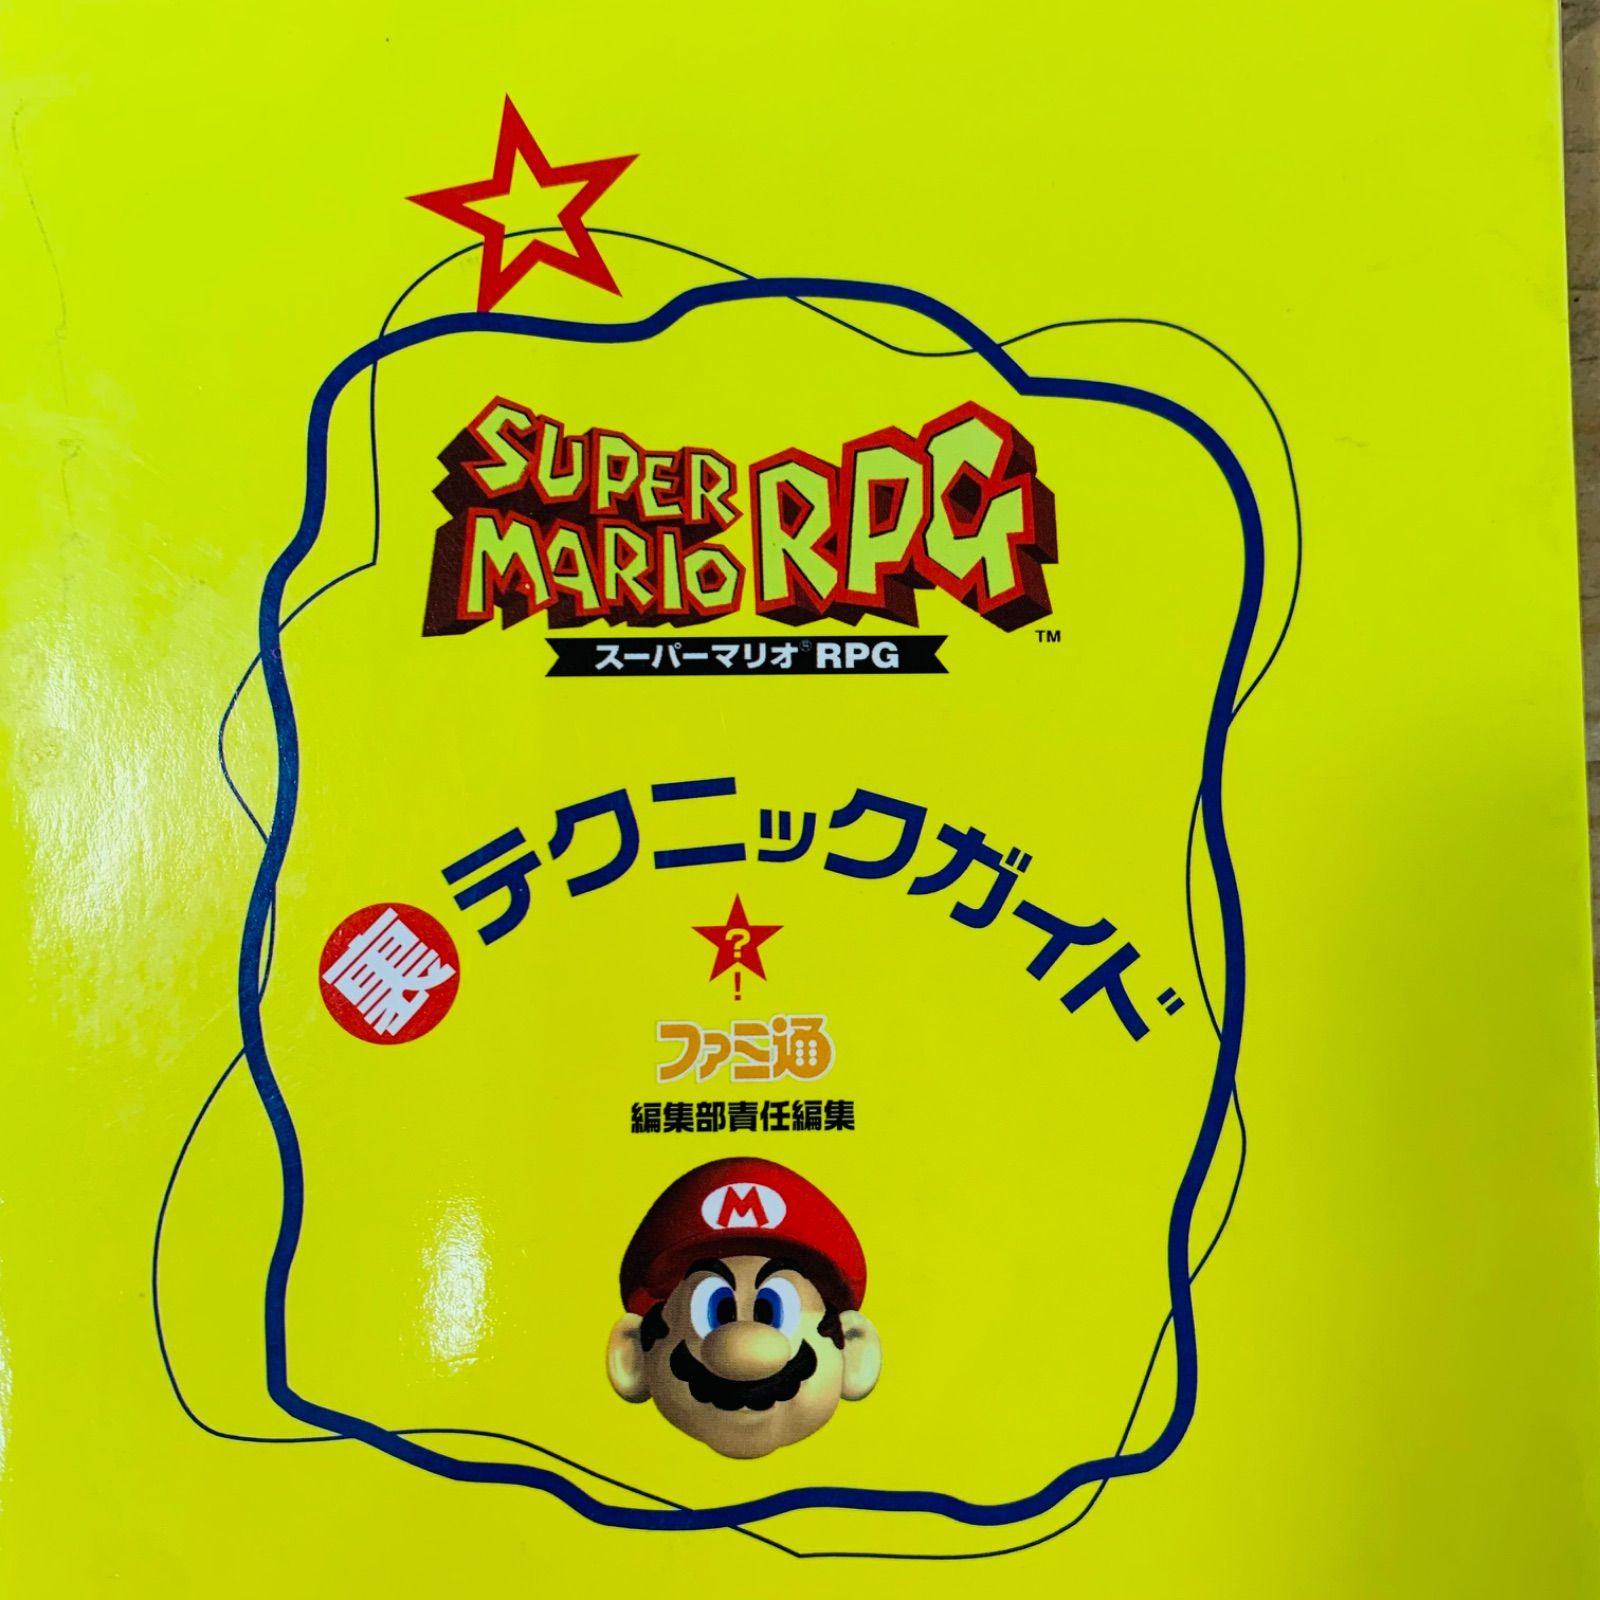 SUPER
MARIO RPG
TM
スーパーマリオ® RPG
裏テクニックガイド
?
!
ファミ通
編集部責任編集
M